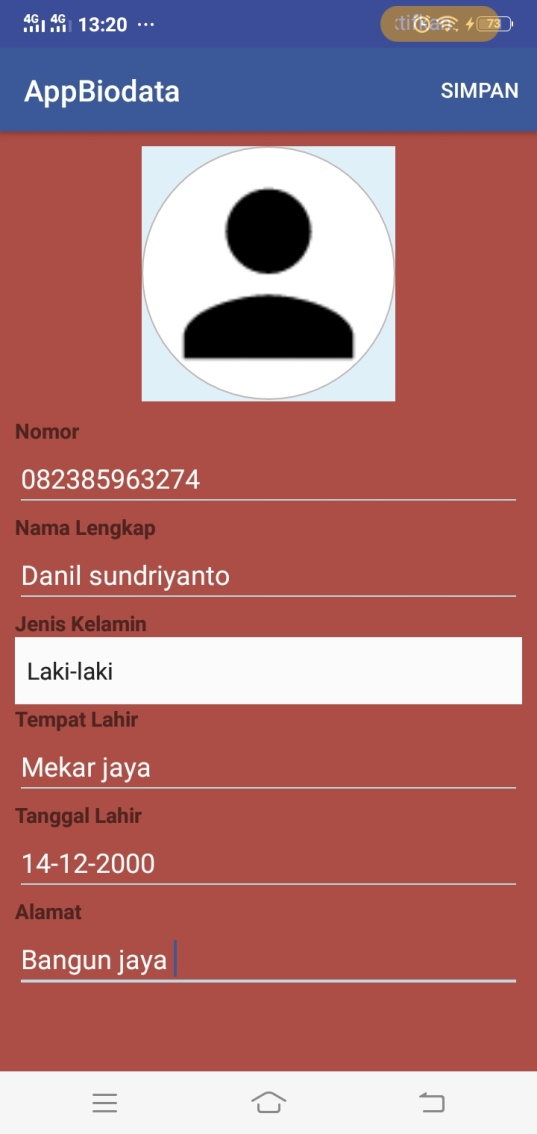 4G 4G 13:20 ... 73
AppBiodata SIMPAN
Nomor
082385963274
Nama Lengkap
Danil sundriyanto
Jenis Kelamin
Laki-laki
Tempat Lahir
Mekar jaya
Tanggal Lahir
14-12-2000
Alamat
Bangun jaya